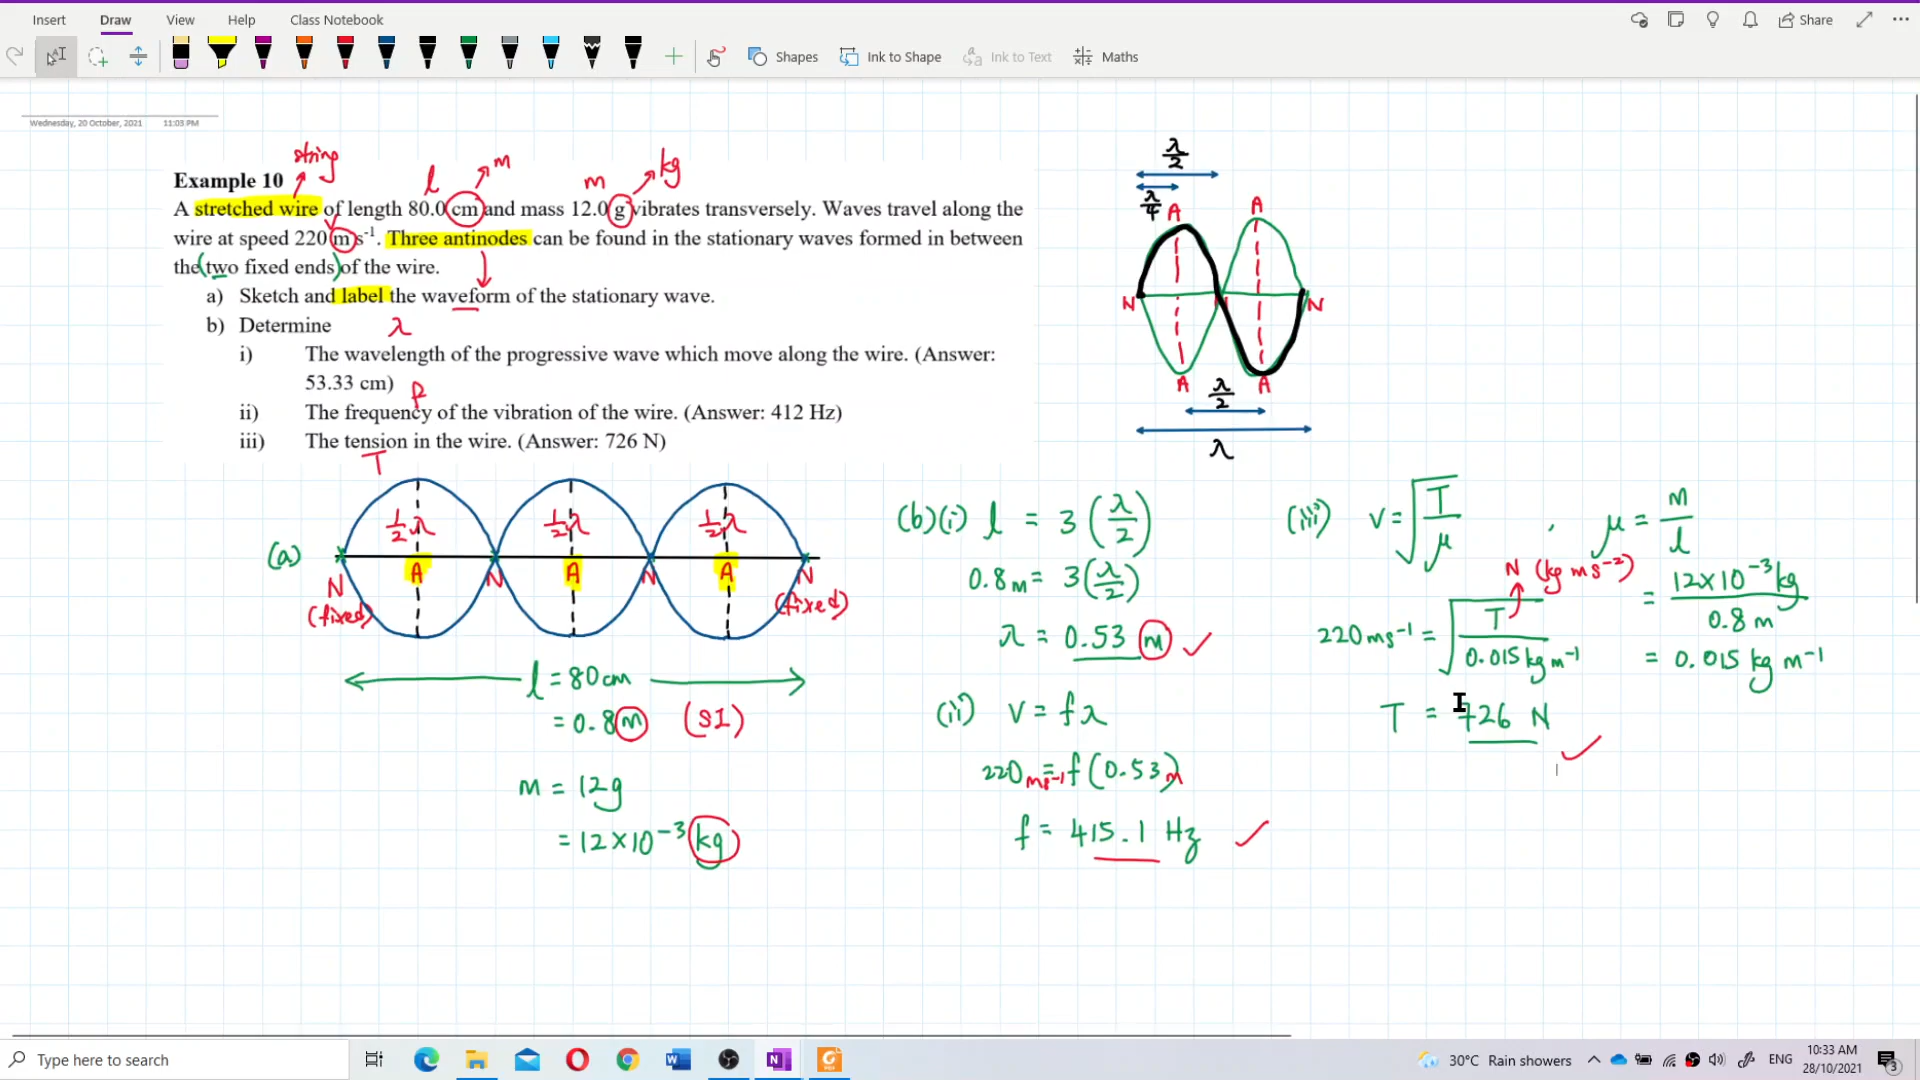 Insert Draw View Help Class Notebook Share
Shapes Ink to Shape Ink to Text Maths
Wednesday, 20 October, 2021 11:03 PM
string
l m
m kg
Example 10
A stretched wire of length 80.0 cm and mass 12.0 g vibrates transversely. Waves travel along the
v
wire at speed 220 m s⁻¹. Three antinodes can be found in the stationary waves formed in between
the (two fixed ends) of the wire.
a) Sketch and label the waveform of the stationary wave.
b) Determine
λ
i) The wavelength of the progressive wave which move along the wire. (Answer:
53.33 cm)
f
ii) The frequency of the vibration of the wire. (Answer: 412 Hz)
iii) The tension in the wire. (Answer: 726 N)
T
λ/2
λ/4 A A
N N N
A λ/2 A
λ
½λ ½λ ½λ
(a)
N A N A N A N
(fixed) (fixed)
l = 80cm
= 0.8m (SI)
m = 12g
= 12×10⁻³ kg
(b)(i) l = 3(λ/2)
0.8m = 3(λ/2)
λ = 0.53 m ✓
(ii) v = fλ
220 ms⁻¹ = f(0.53)m
f = 415.1 Hz ✓
(iii) v = √(T/μ) , μ = m/l
N (kg ms⁻²)
= 12×10⁻³kg / 0.8 m
220 ms⁻¹ = √(T / 0.015 kg m⁻¹)
= 0.015 kg m⁻¹
T = 726 N ✓
Type here to search
30°C Rain showers ENG 10:33 AM
28/10/2021 3